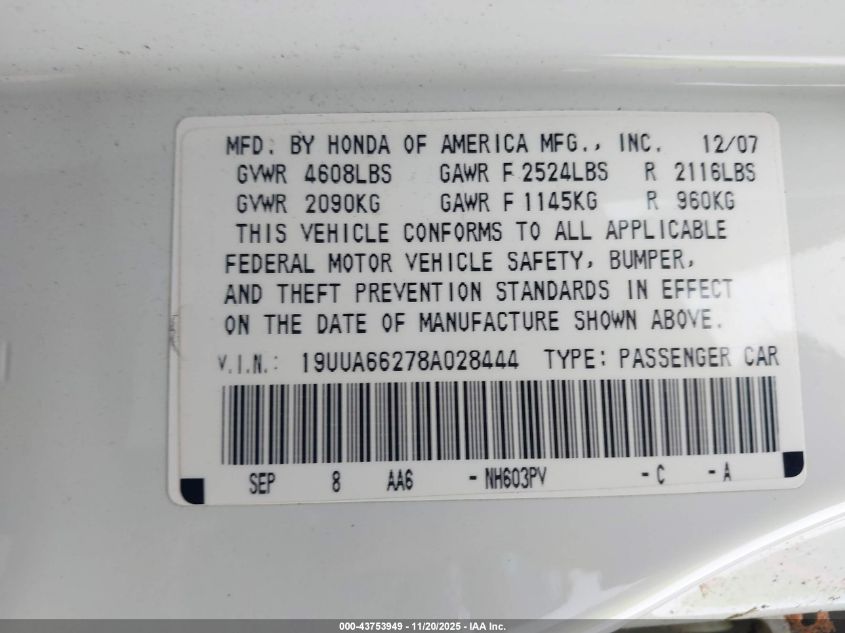 MFD. BY HONDA OF AMERICA MFG., INC. 12/07
GVWR 4608LBS GAWR F 2524LBS R 2116LBS
GVWR 2090KG GAWR F 1145KG R 960KG
THIS VEHICLE CONFORMS TO ALL APPLICABLE
FEDERAL MOTOR VEHICLE SAFETY, BUMPER,
AND THEFT PREVENTION STANDARDS IN EFFECT
ON THE DATE OF MANUFACTURE SHOWN ABOVE.
V.I.N.: 19UUA66278A028444 TYPE: PASSENGER CAR
SEP 8 AA6 -NH603PV -C -A
000-43753949 - 11/20/2025 - IAA Inc.